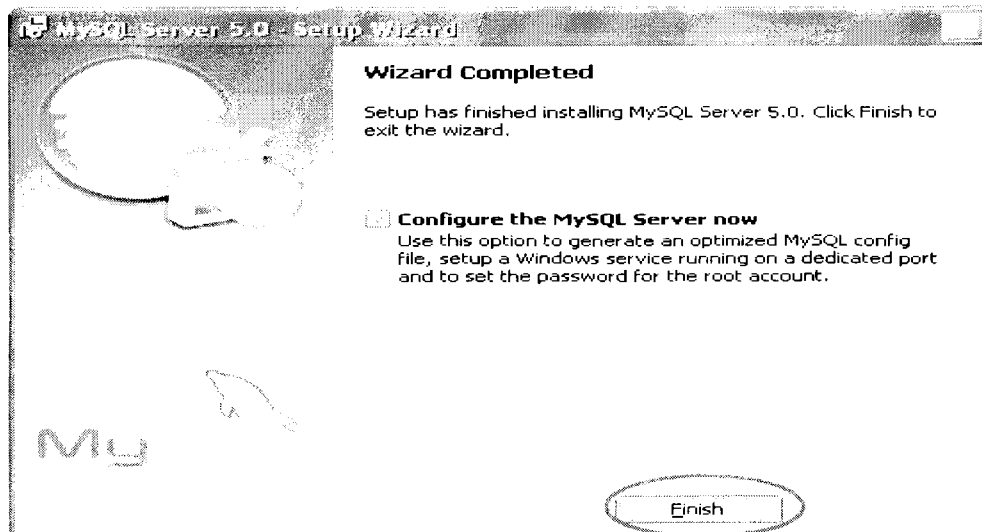 MySQL Server 5.0 - Setup Wizard
Wizard Completed
Setup has finished installing MySQL Server 5.0. Click Finish to
exit the wizard.
Configure the MySQL Server now
Use this option to generate an optimized MySQL config
file, setup a Windows service running on a dedicated port
and to set the password for the root account.
My
Finish